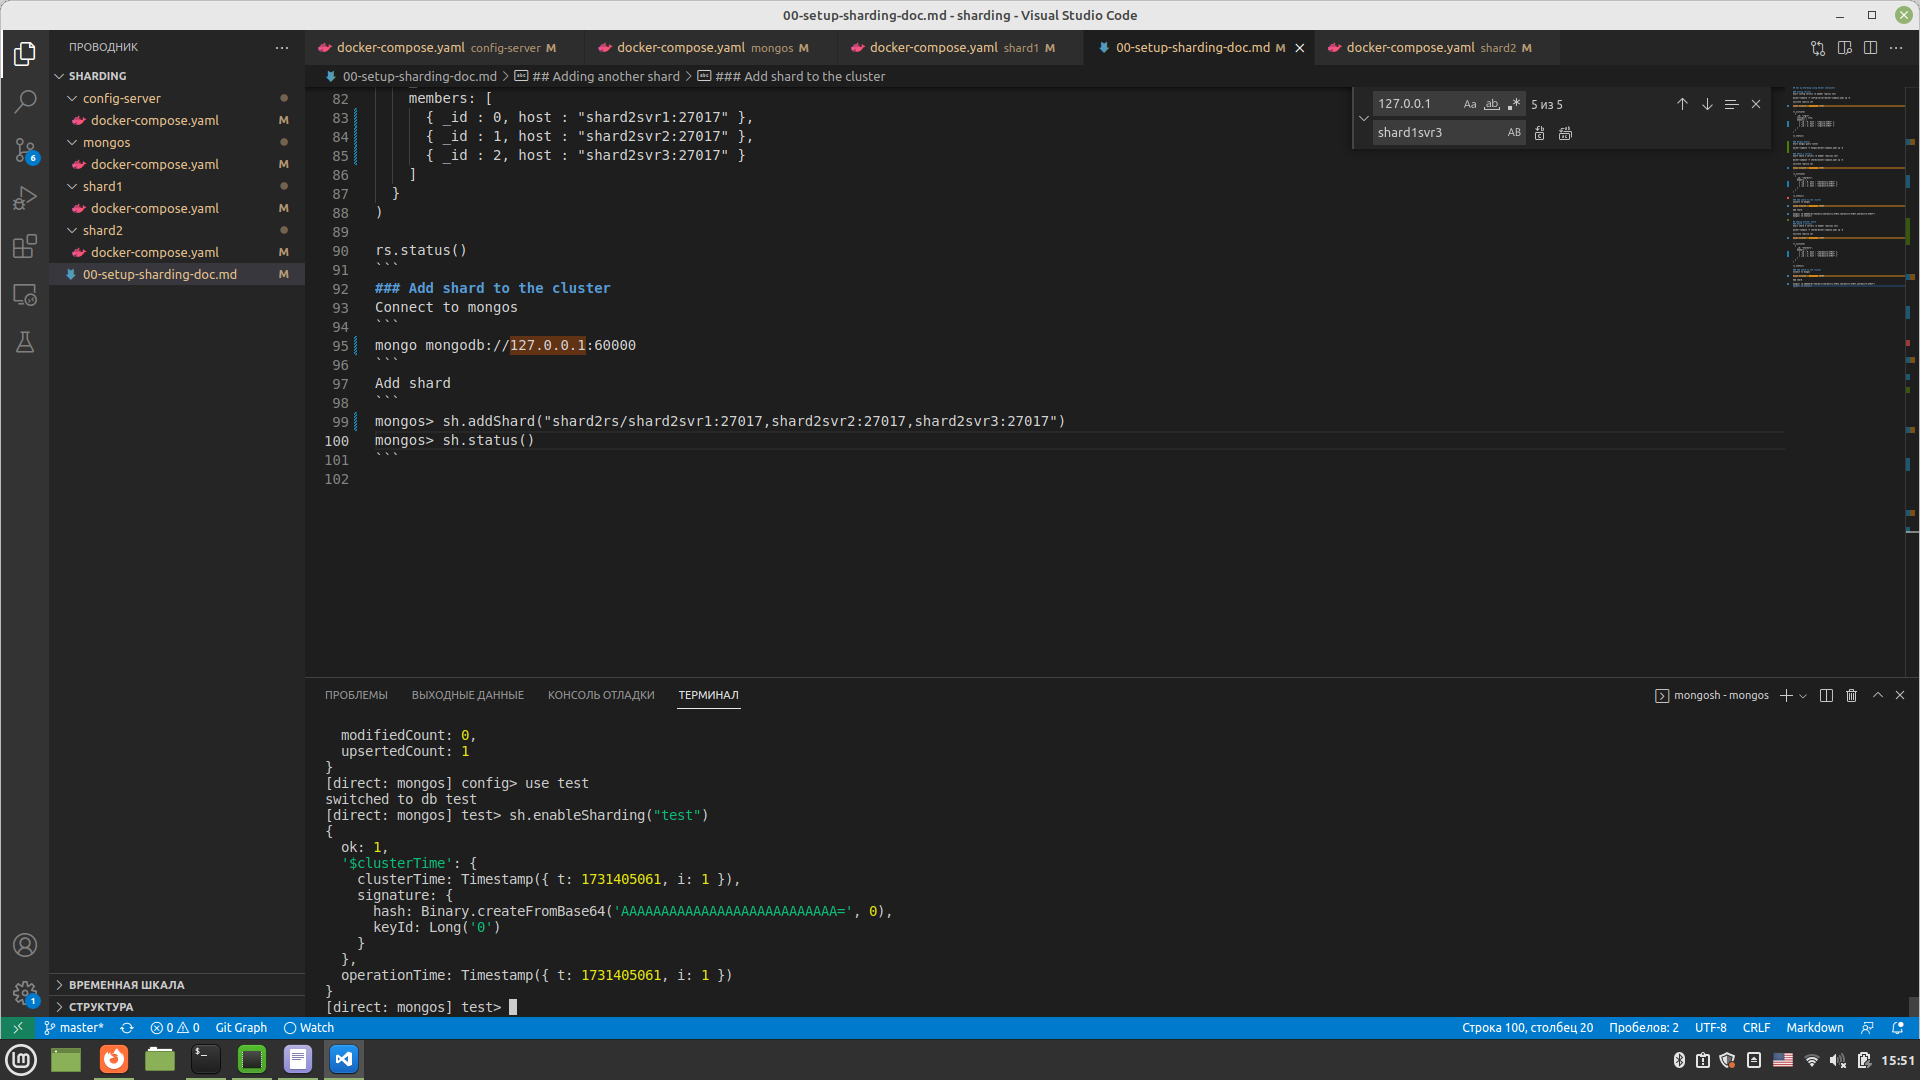 00-setup-sharding-doc.md - sharding - Visual Studio Code
ПРОВОДНИК
SHARDING
config-server
docker-compose.yaml M
mongos
docker-compose.yaml M
shard1
docker-compose.yaml M
shard2
docker-compose.yaml M
00-setup-sharding-doc.md M
ВРЕМЕННАЯ ШКАЛА
СТРУКТУРА
6
1
docker-compose.yaml config-server M
docker-compose.yaml mongos M
docker-compose.yaml shard1 M
00-setup-sharding-doc.md M
docker-compose.yaml shard2 M
00-setup-sharding-doc.md > ## Adding another shard > ### Add shard to the cluster
127.0.0.1 Aa ab .* 5 из 5
shard1svr3 AB
82 members: [
83 { _id : 0, host : "shard2svr1:27017" },
84 { _id : 1, host : "shard2svr2:27017" },
85 { _id : 2, host : "shard2svr3:27017" }
86 ]
87 }
88 )
89
90 rs.status()
91 ```
92 ### Add shard to the cluster
93 Connect to mongos
94 ```
95 mongo mongodb://127.0.0.1:60000
96 ```
97 Add shard
98 ```
99 mongos> sh.addShard("shard2rs/shard2svr1:27017,shard2svr2:27017,shard2svr3:27017")
100 mongos> sh.status()
101 ```
102
ПРОБЛЕМЫ ВЫХОДНЫЕ ДАННЫЕ КОНСОЛЬ ОТЛАДКИ ТЕРМИНАЛ
mongosh - mongos
modifiedCount: 0,
upsertedCount: 1
}
[direct: mongos] config> use test
switched to db test
[direct: mongos] test> sh.enableSharding("test")
{
ok: 1,
'$clusterTime': {
clusterTime: Timestamp({ t: 1731405061, i: 1 }),
signature: {
hash: Binary.createFromBase64('AAAAAAAAAAAAAAAAAAAAAAAAAAA=', 0),
keyId: Long('0')
}
},
operationTime: Timestamp({ t: 1731405061, i: 1 })
}
[direct: mongos] test>
master* 0 0 Git Graph Watch
Строка 100, столбец 20 Пробелов: 2 UTF-8 CRLF Markdown
15:51